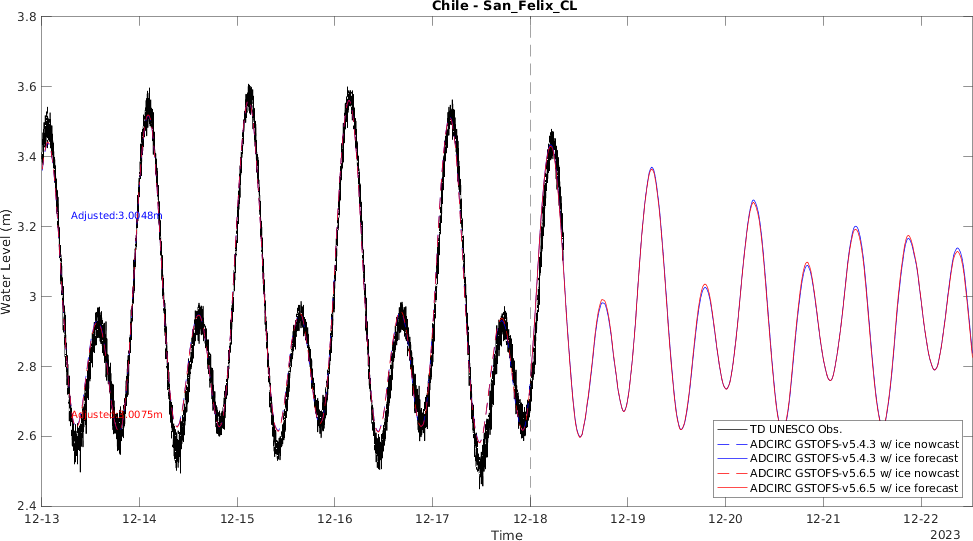 Chile - San_Felix_CL
3.8
3.6
3.4
3.2
3
2.8
2.6
2.4
Water Level (m)
Adjusted:3.0048m
Adjusted:3.0075m
TD UNESCO Obs.
ADCIRC GSTOFS-v5.4.3 w/ ice nowcast
ADCIRC GSTOFS-v5.4.3 w/ ice forecast
ADCIRC GSTOFS-v5.6.5 w/ ice nowcast
ADCIRC GSTOFS-v5.6.5 w/ ice forecast
12-13 12-14 12-15 12-16 12-17 12-18 12-19 12-20 12-21 12-22
Time
2023